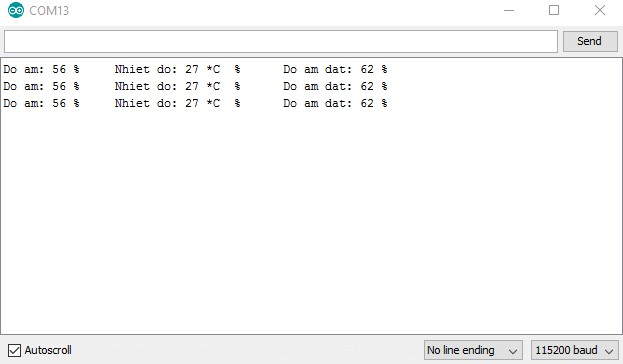 COM13
Send
Do am: 56 %     Nhiet do: 27 *C  %      Do am dat: 62 %
Do am: 56 %     Nhiet do: 27 *C  %      Do am dat: 62 %
Do am: 56 %     Nhiet do: 27 *C  %      Do am dat: 62 %
Autoscroll No line ending 115200 baud